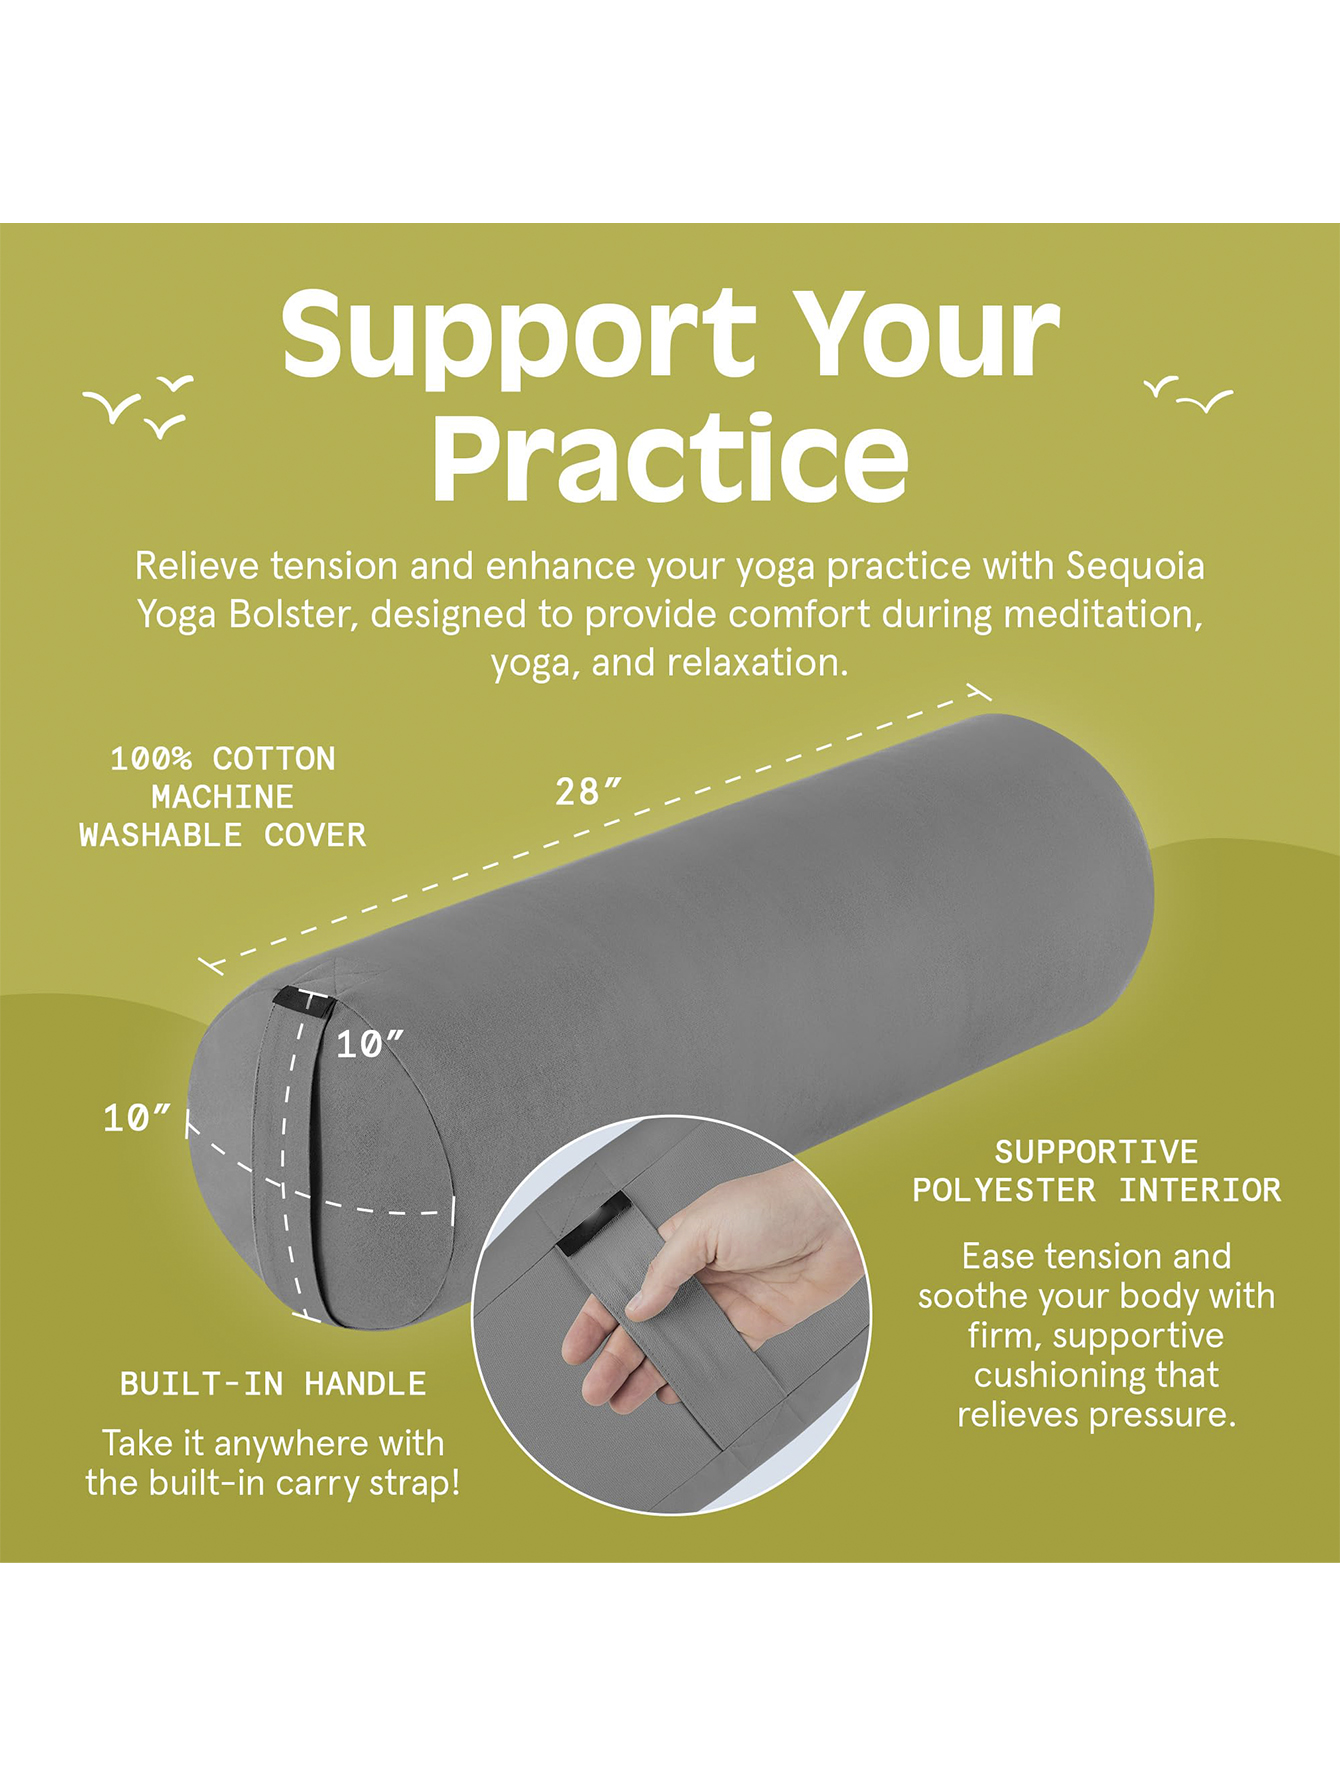 Support Your
Practice
Relieve tension and enhance your yoga practice with Sequoia
Yoga Bolster, designed to provide comfort during meditation,
yoga, and relaxation.
100% COTTON
MACHINE
WASHABLE COVER
28″
10″
10″
SUPPORTIVE
POLYESTER INTERIOR
Ease tension and
soothe your body with
firm, supportive
cushioning that
relieves pressure.
BUILT-IN HANDLE
Take it anywhere with
the built-in carry strap!